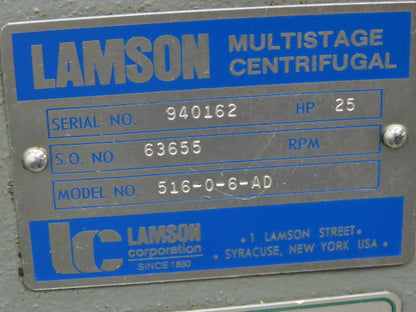 LAMSON MULTISTAGE CENTRIFUGAL
SERIAL NO. 940162 HP 25
S.O. NO. 63655 RPM
MODEL NO. 516-0-6-AD
lc LAMSON corporation SINCE 1880
• 1 LAMSON STREET •
SYRACUSE, NEW YORK USA •